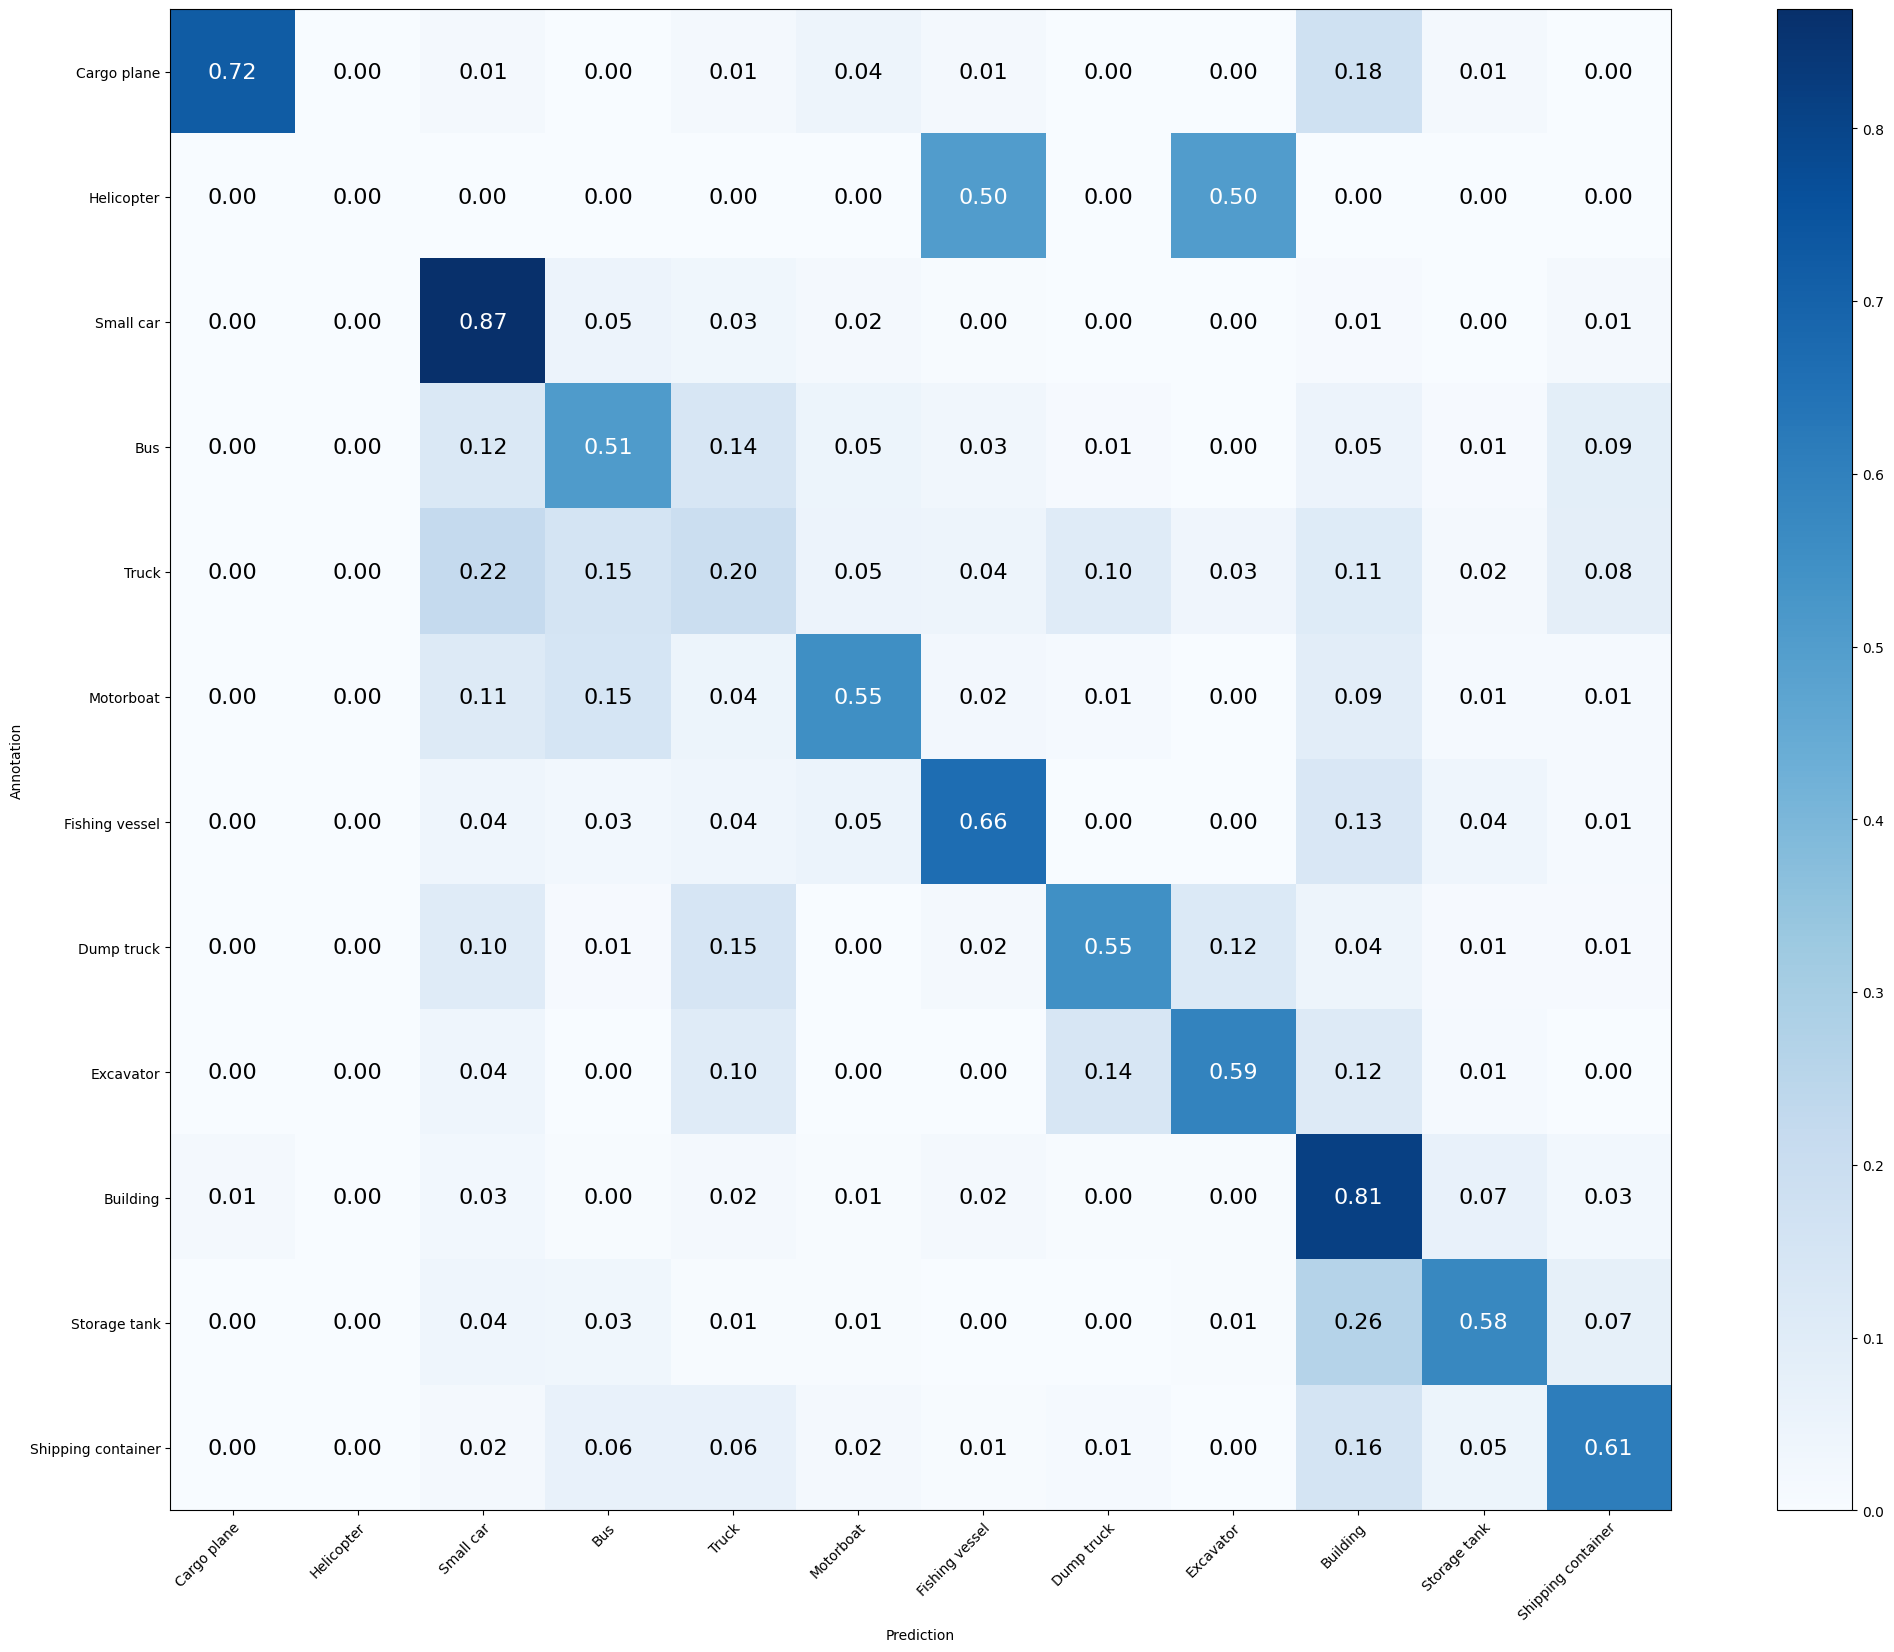 Cargo plane 0.72 0.00 0.01 0.00 0.01 0.04 0.01 0.00 0.00 0.18 0.01 0.00
0.8
Helicopter 0.00 0.00 0.00 0.00 0.00 0.00 0.50 0.00 0.50 0.00 0.00 0.00
0.7
Small car 0.00 0.00 0.87 0.05 0.03 0.02 0.00 0.00 0.00 0.01 0.00 0.01
Bus 0.00 0.00 0.12 0.51 0.14 0.05 0.03 0.01 0.00 0.05 0.01 0.09
0.6
Truck 0.00 0.00 0.22 0.15 0.20 0.05 0.04 0.10 0.03 0.11 0.02 0.08
0.5
Motorboat 0.00 0.00 0.11 0.15 0.04 0.55 0.02 0.01 0.00 0.09 0.01 0.01
Annotation
0.4
Fishing vessel 0.00 0.00 0.04 0.03 0.04 0.05 0.66 0.00 0.00 0.13 0.04 0.01
Dump truck 0.00 0.00 0.10 0.01 0.15 0.00 0.02 0.55 0.12 0.04 0.01 0.01
0.3
Excavator 0.00 0.00 0.04 0.00 0.10 0.00 0.00 0.14 0.59 0.12 0.01 0.00
0.2
Building 0.01 0.00 0.03 0.00 0.02 0.01 0.02 0.00 0.00 0.81 0.07 0.03
Storage tank 0.00 0.00 0.04 0.03 0.01 0.01 0.00 0.00 0.01 0.26 0.58 0.07
0.1
Shipping container 0.00 0.00 0.02 0.06 0.06 0.02 0.01 0.01 0.00 0.16 0.05 0.61
0.0
Cargo plane
Helicopter
Small car
Bus
Truck
Motorboat
Fishing vessel
Dump truck
Excavator
Building
Storage tank
Shipping container
Prediction